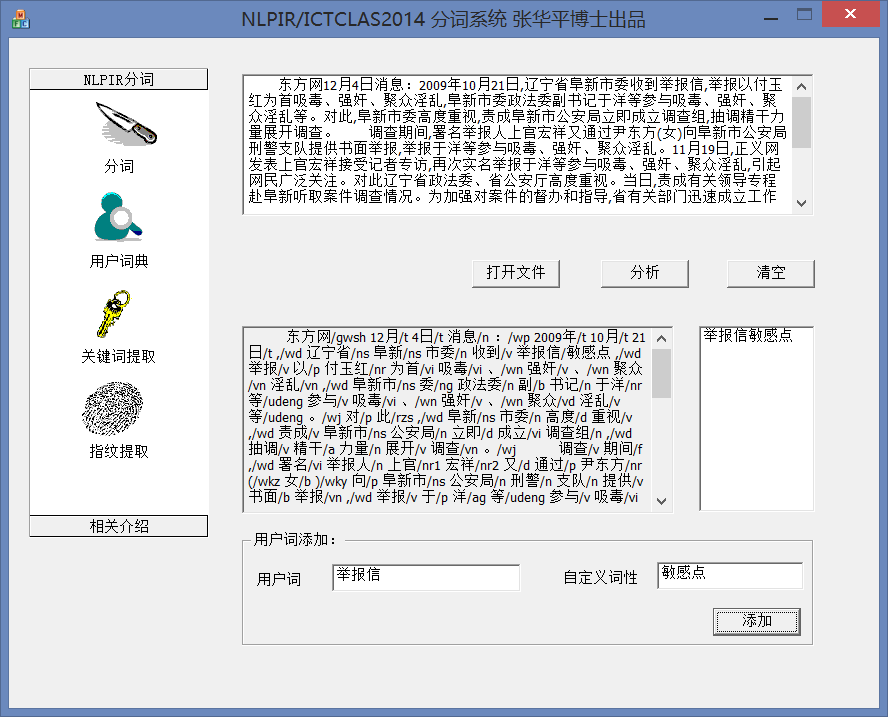 NLPIR/ICTCLAS2014 分词系统 张华平博士出品
NLPIR分词
分词
用户词典
关键词提取
指纹提取
相关介绍
东方网12月4日消息：2009年10月21日,辽宁省阜新市委收到举报信,举报以付玉
红为首吸毒、强奸、聚众淫乱,阜新市委政法委副书记于洋等参与吸毒、强奸、聚
众淫乱等。对此,阜新市委高度重视,责成阜新市公安局立即成立调查组,抽调精干力
量展开调查。 调查期间,署名举报人上官宏祥又通过尹东方(女)向阜新市公安局
刑警支队提供书面举报,举报于洋等参与吸毒、强奸、聚众淫乱。11月19日,正义网
发表上官宏祥接受记者专访,再次实名举报于洋等参与吸毒、强奸、聚众淫乱,引起
网民广泛关注。对此辽宁省政法委、省公安厅高度重视。当日,责成有关领导专程
赴阜新听取案件调查情况。为加强对案件的督办和指导,省有关部门迅速成立工作
打开文件
分析
清空
东方网/gwsh 12月/t 4日/t 消息/n ：/wp 2009年/t 10月/t 21
日/t ,/wd 辽宁省/ns 阜新/ns 市委/n 收到/v 举报信/敏感点 ,/wd
举报/v 以/p 付玉红/nr 为首/vi 吸毒/vi 、/wn 强奸/v 、/wn 聚众
/vn 淫乱/vn ,/wd 阜新市/ns 委/ng 政法委/n 副/b 书记/n 于洋/nr
等/udeng 参与/v 吸毒/vi 、/wn 强奸/v 、/wn 聚众/vd 淫乱/v
等/udeng 。/wj 对/p 此/rzs ,/wd 阜新/ns 市委/n 高度/d 重视/v
,/wd 责成/v 阜新市/ns 公安局/n 立即/d 成立/vi 调查组/n ,/wd
抽调/v 精干/a 力量/n 展开/v 调查/vn 。/wj 调查/v 期间/f
,/wd 署名/vi 举报人/n 上官/nr1 宏祥/nr2 又/d 通过/p 尹东方/nr
(/wkz 女/b )/wky 向/p 阜新市/ns 公安局/n 刑警/n 支队/n 提供/v
书面/b 举报/vn ,/wd 举报/v 于/p 洋/ag 等/udeng 参与/v 吸毒/vi
举报信敏感点
用户词添加：
用户词
举报信
自定义词性
敏感点
添加